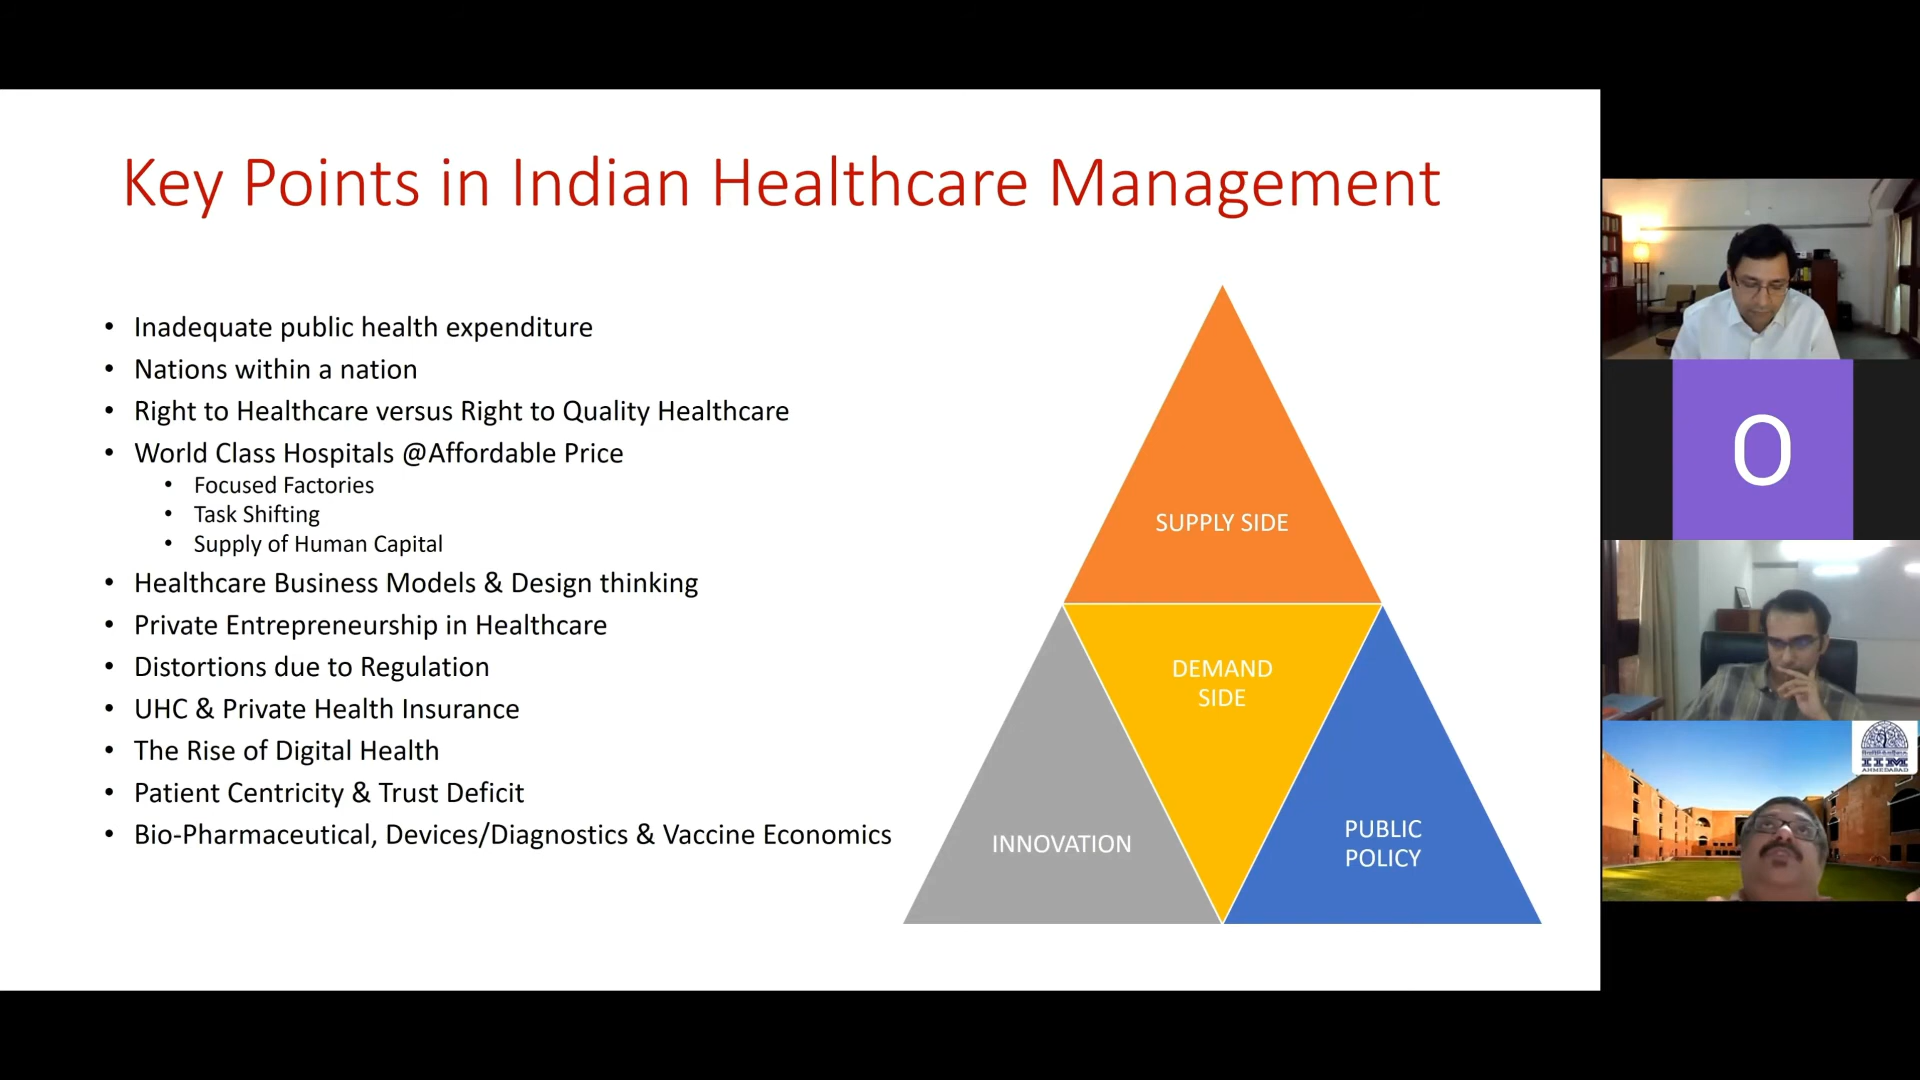 Key Points in Indian Healthcare Management
• Inadequate public health expenditure
• Nations within a nation
• Right to Healthcare versus Right to Quality Healthcare
• World Class Hospitals @Affordable Price
• Focused Factories
• Task Shifting
• Supply of Human Capital
• Healthcare Business Models & Design thinking
• Private Entrepreneurship in Healthcare
• Distortions due to Regulation
• UHC & Private Health Insurance
• The Rise of Digital Health
• Patient Centricity & Trust Deficit
• Bio-Pharmaceutical, Devices/Diagnostics & Vaccine Economics
SUPPLY SIDE
DEMAND
SIDE
INNOVATION
PUBLIC
POLICY
O
IIM
AHMEDABAD